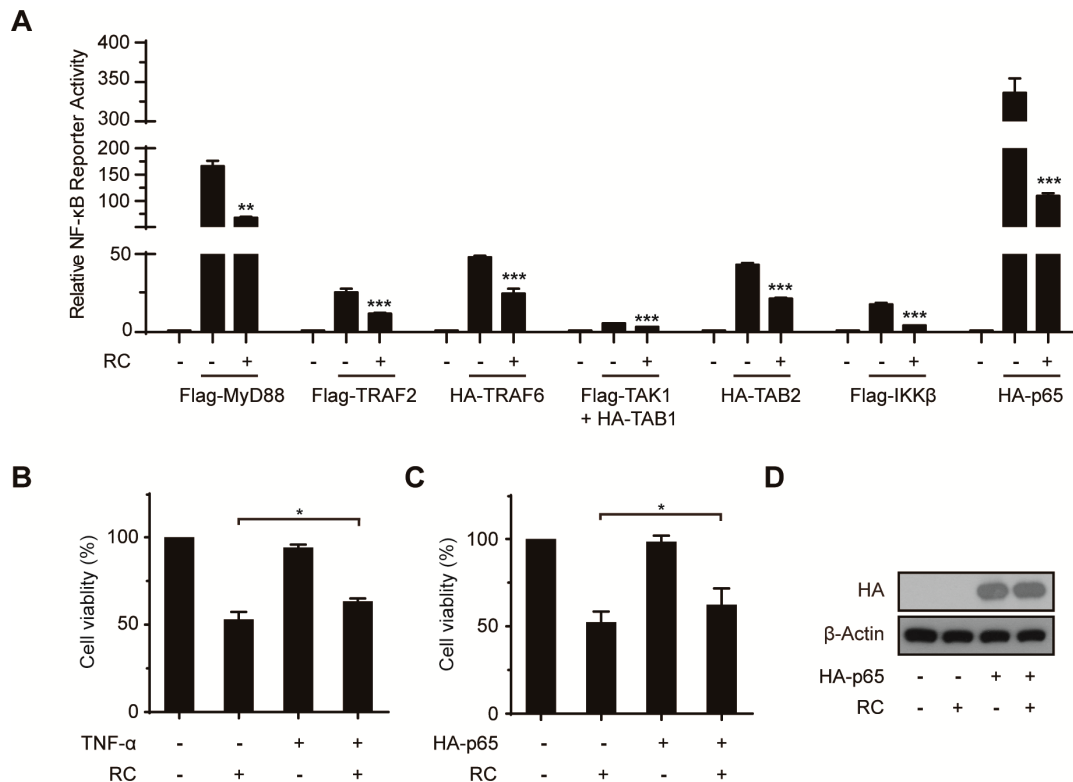 A
Relative NF-κB Reporter Activity
400
350
300
200
150
100
50
0
** *** *** *** *** *** ***
RC - - + - - + - - + - - + - - + - - + - - +
Flag-MyD88 Flag-TRAF2 HA-TRAF6 Flag-TAK1 HA-TAB2 Flag-IKKβ HA-p65
+ HA-TAB1
B
Cell viablity (%)
100
50
0
*
TNF-α - - + +
RC - + - +
C
Cell viablity (%)
100
50
0
*
HA-p65 - - + +
RC - + - +
D
HA
β-Actin
HA-p65 - - + +
RC - + - +